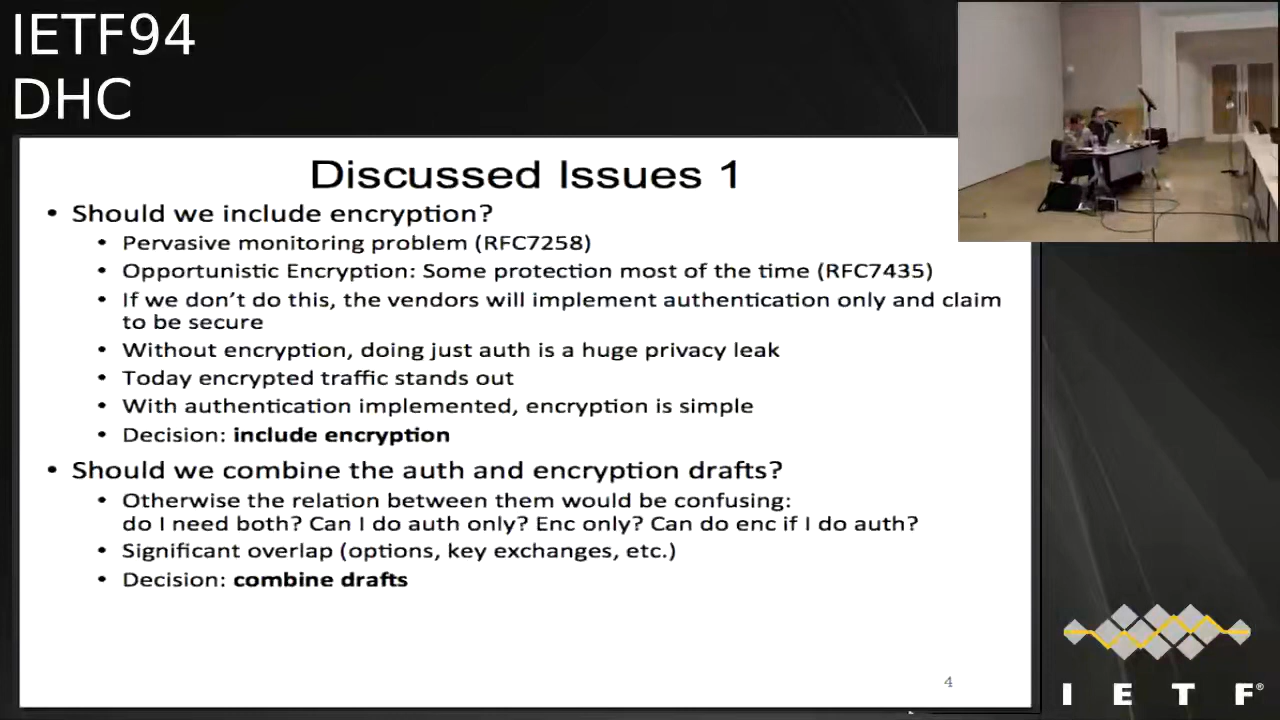 IETF94
DHC
Discussed Issues 1
• Should we include encryption?
• Pervasive monitoring problem (RFC7258)
• Opportunistic Encryption: Some protection most of the time (RFC7435)
• If we don’t do this, the vendors will implement authentication only and claim
to be secure
• Without encryption, doing just auth is a huge privacy leak
• Today encrypted traffic stands out
• With authentication implemented, encryption is simple
• Decision: include encryption
• Should we combine the auth and encryption drafts?
• Otherwise the relation between them would be confusing:
do I need both? Can I do auth only? Enc only? Can do enc if I do auth?
• Significant overlap (options, key exchanges, etc.)
• Decision: combine drafts
4
I E T F®